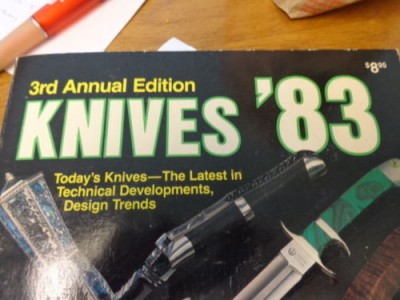 3rd Annual Edition
$8.95
KNIVES '83
Today's Knives—The Latest in
Technical Developments,
Design Trends